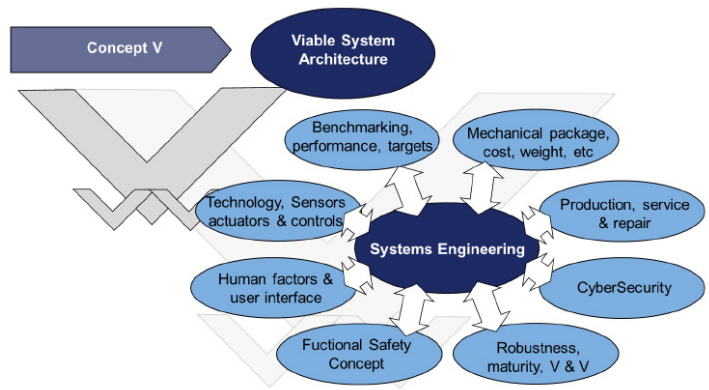 Concept V
Viable System
Architecture
Benchmarking,
performance, targets
Mechanical package,
cost, weight, etc
Technology, Sensors
actuators & controls
Production, service
& repair
Systems Engineering
Human factors &
user interface
CyberSecurity
Fuctional Safety
Concept
Robustness,
maturity, V & V